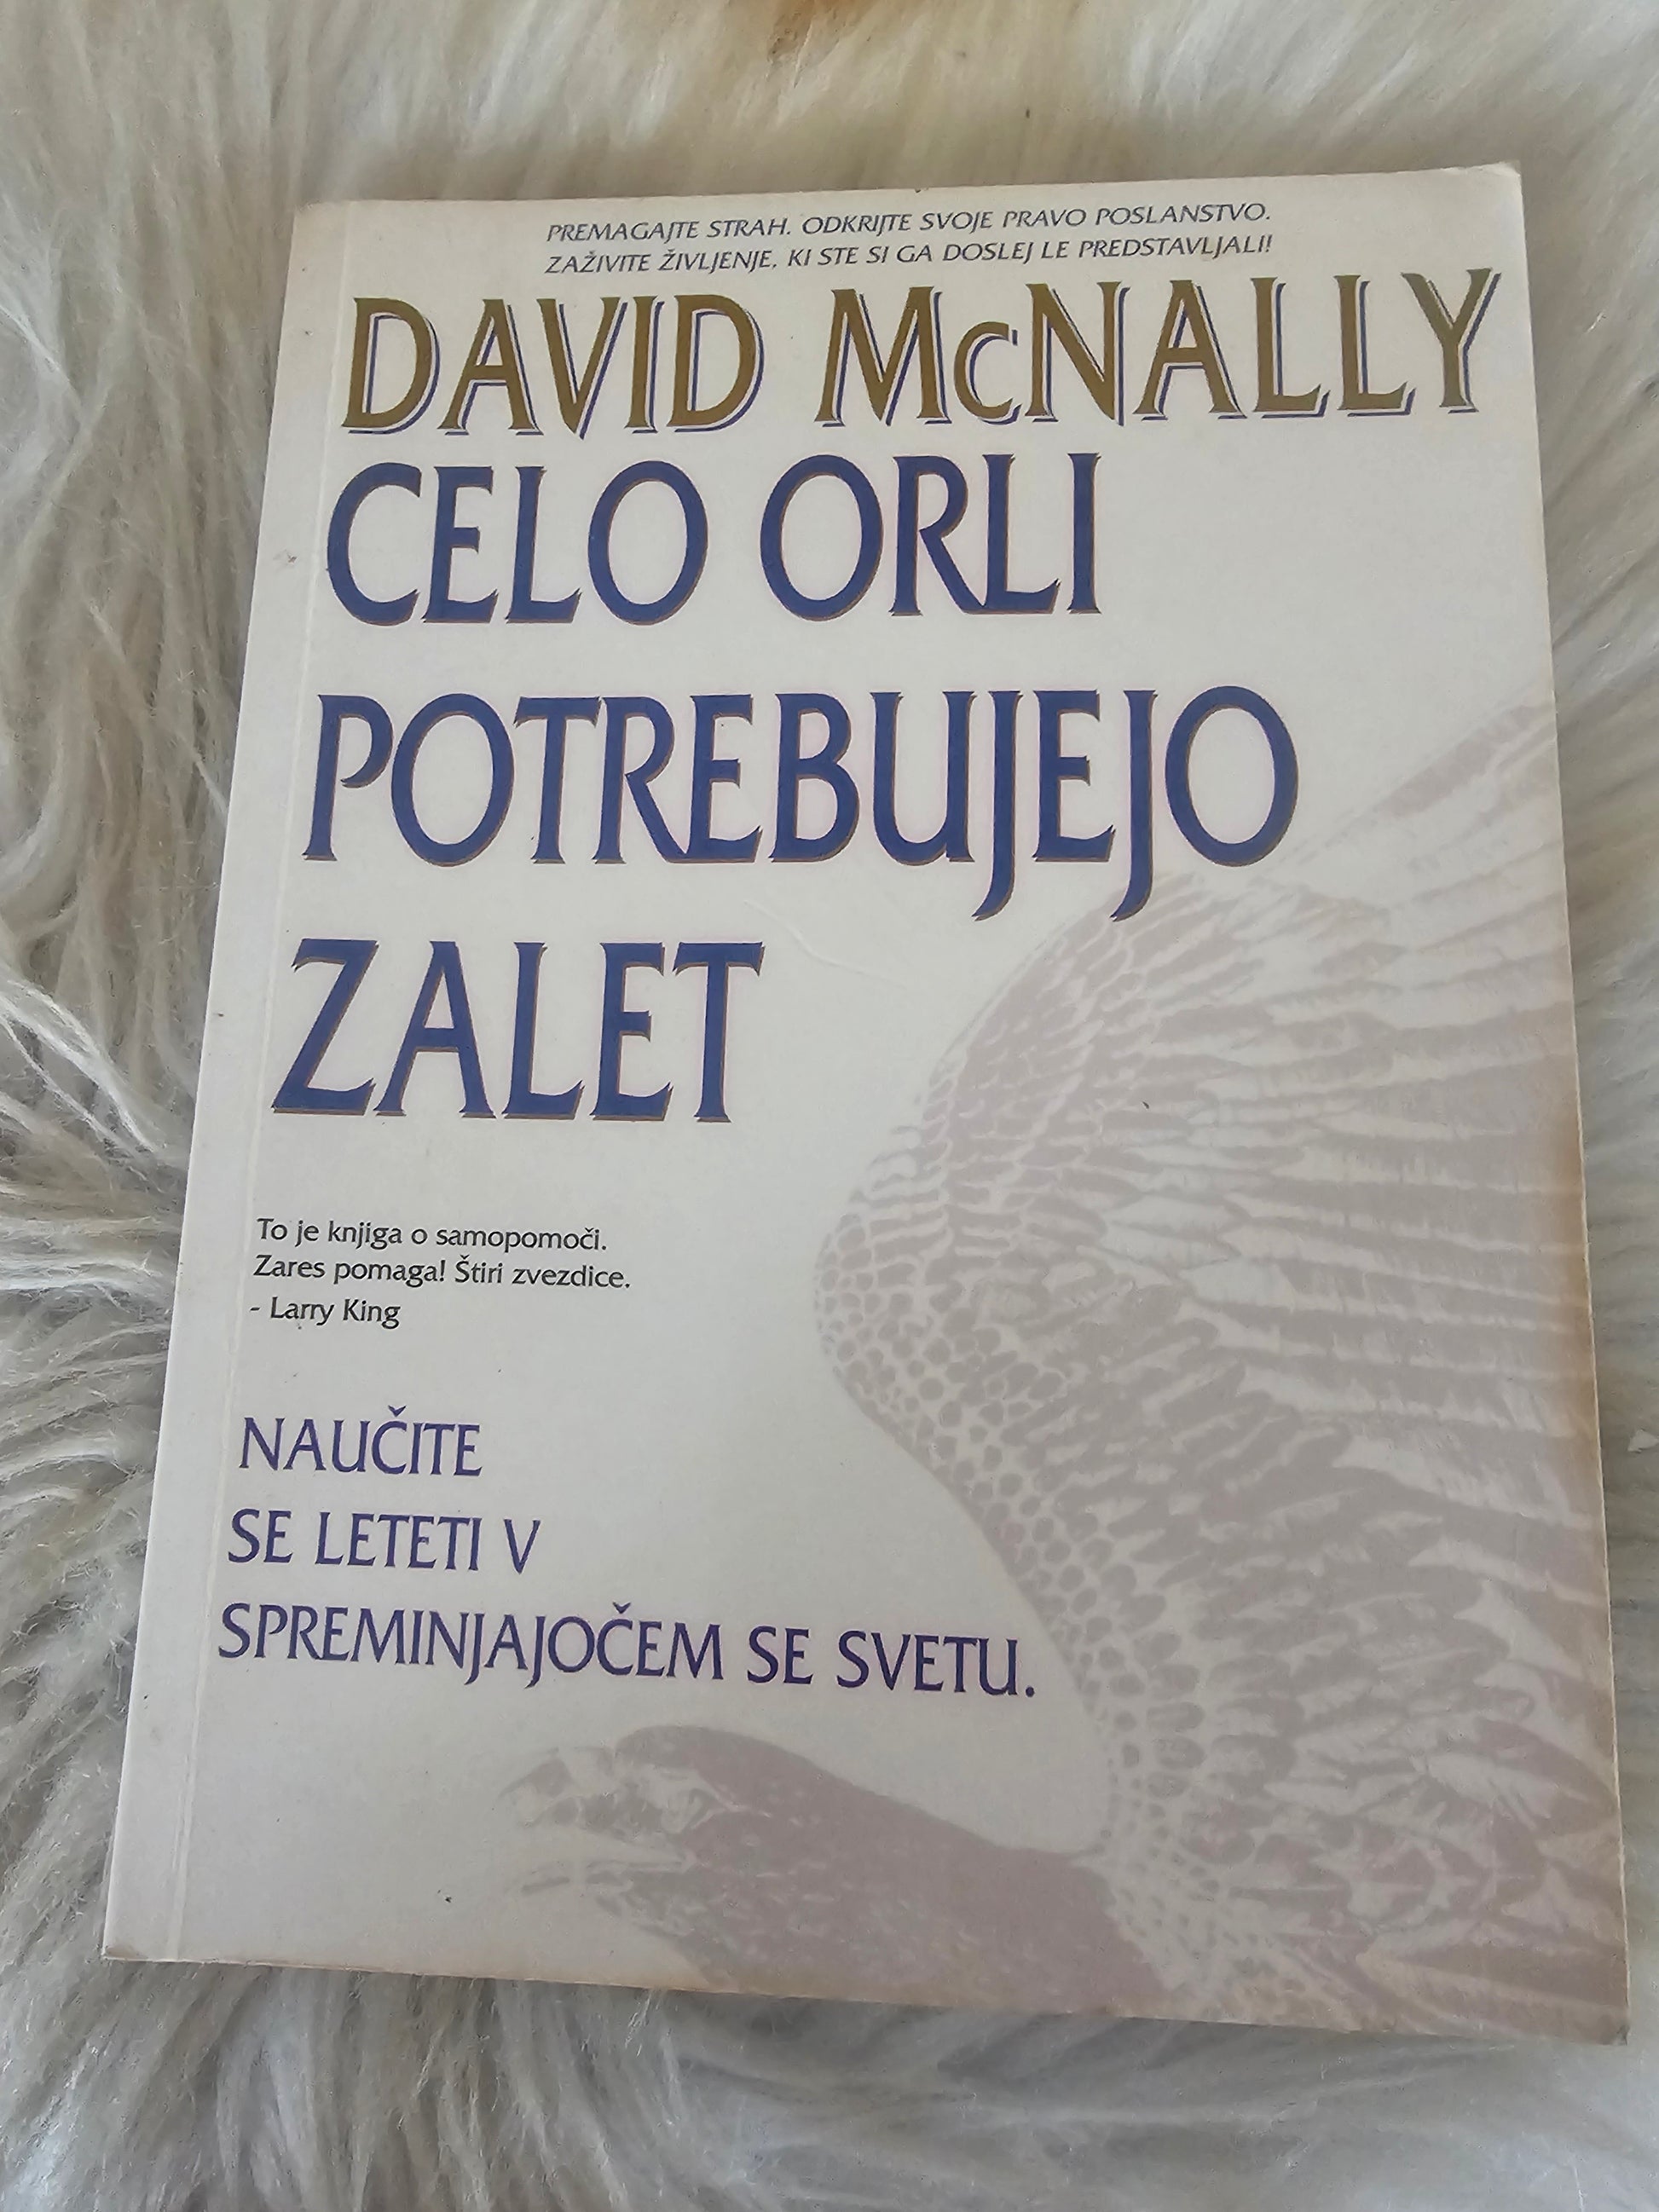 PREMAGAJTE STRAH. ODKRIJTE SVOJE PRAVO POSLANSTVO.
ZAŽIVITE ŽIVLJENJE, KI STE SI GA DOSLEJ LE PREDSTAVLJALI!
DAVID McNALLY
CELO ORLI
POTREBUJEJO
ZALET
To je knjiga o samopomoči.
Zares pomaga! Štiri zvezdice.
- Larry King
NAUČITE
SE LETETI V
SPREMINJAJOČEM SE SVETU.